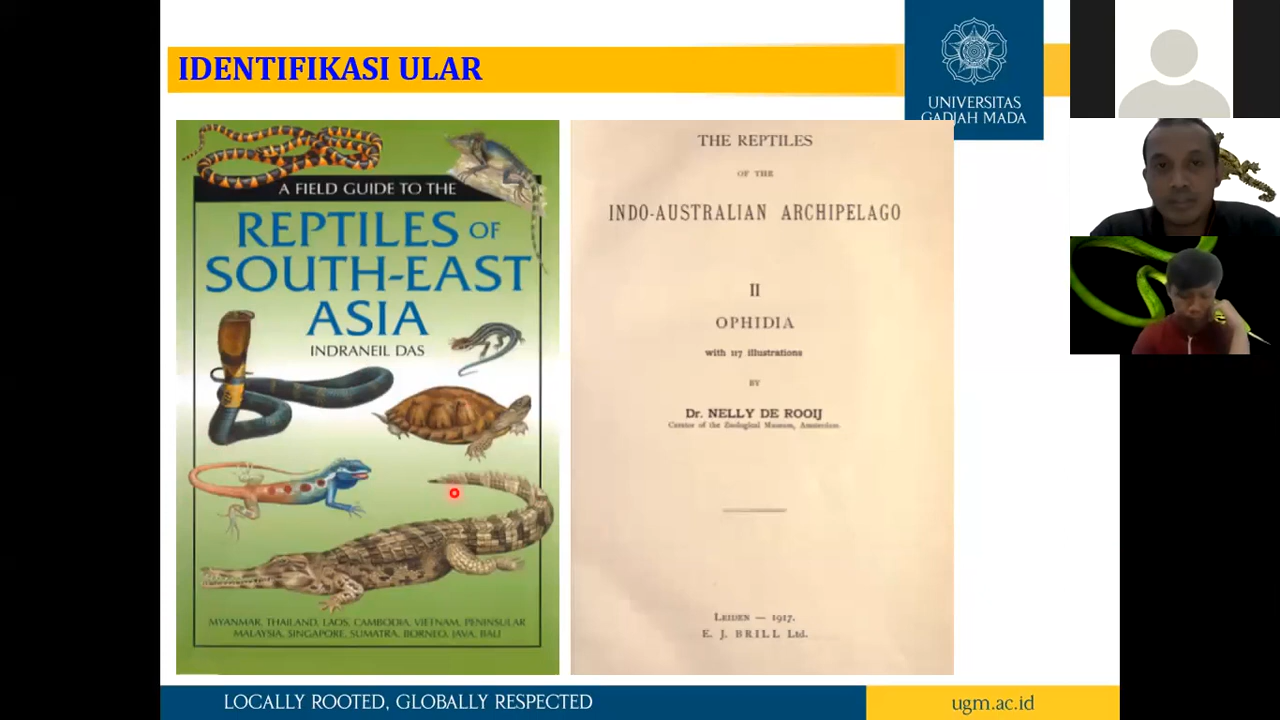 IDENTIFIKASI ULAR
UNIVERSITAS
GADJAH MADA
A FIELD GUIDE TO THE
REPTILES OF
SOUTH-EAST
ASIA
INDRANEIL DAS
MYANMAR, THAILAND, LAOS, CAMBODIA, VIETNAM, PENINSULAR
MALAYSIA, SINGAPORE, SUMATRA, BORNEO, JAVA, BALI
THE REPTILES
OF THE
INDO-AUSTRALIAN ARCHIPELAGO
II
OPHIDIA
with 117 illustrations
BY
Dr. NELLY DE ROOIJ
Curator of the Zoological Museum, Amsterdam.
LEIDEN — 1917.
E. J. BRILL Ltd.
LOCALLY ROOTED, GLOBALLY RESPECTED
ugm.ac.id